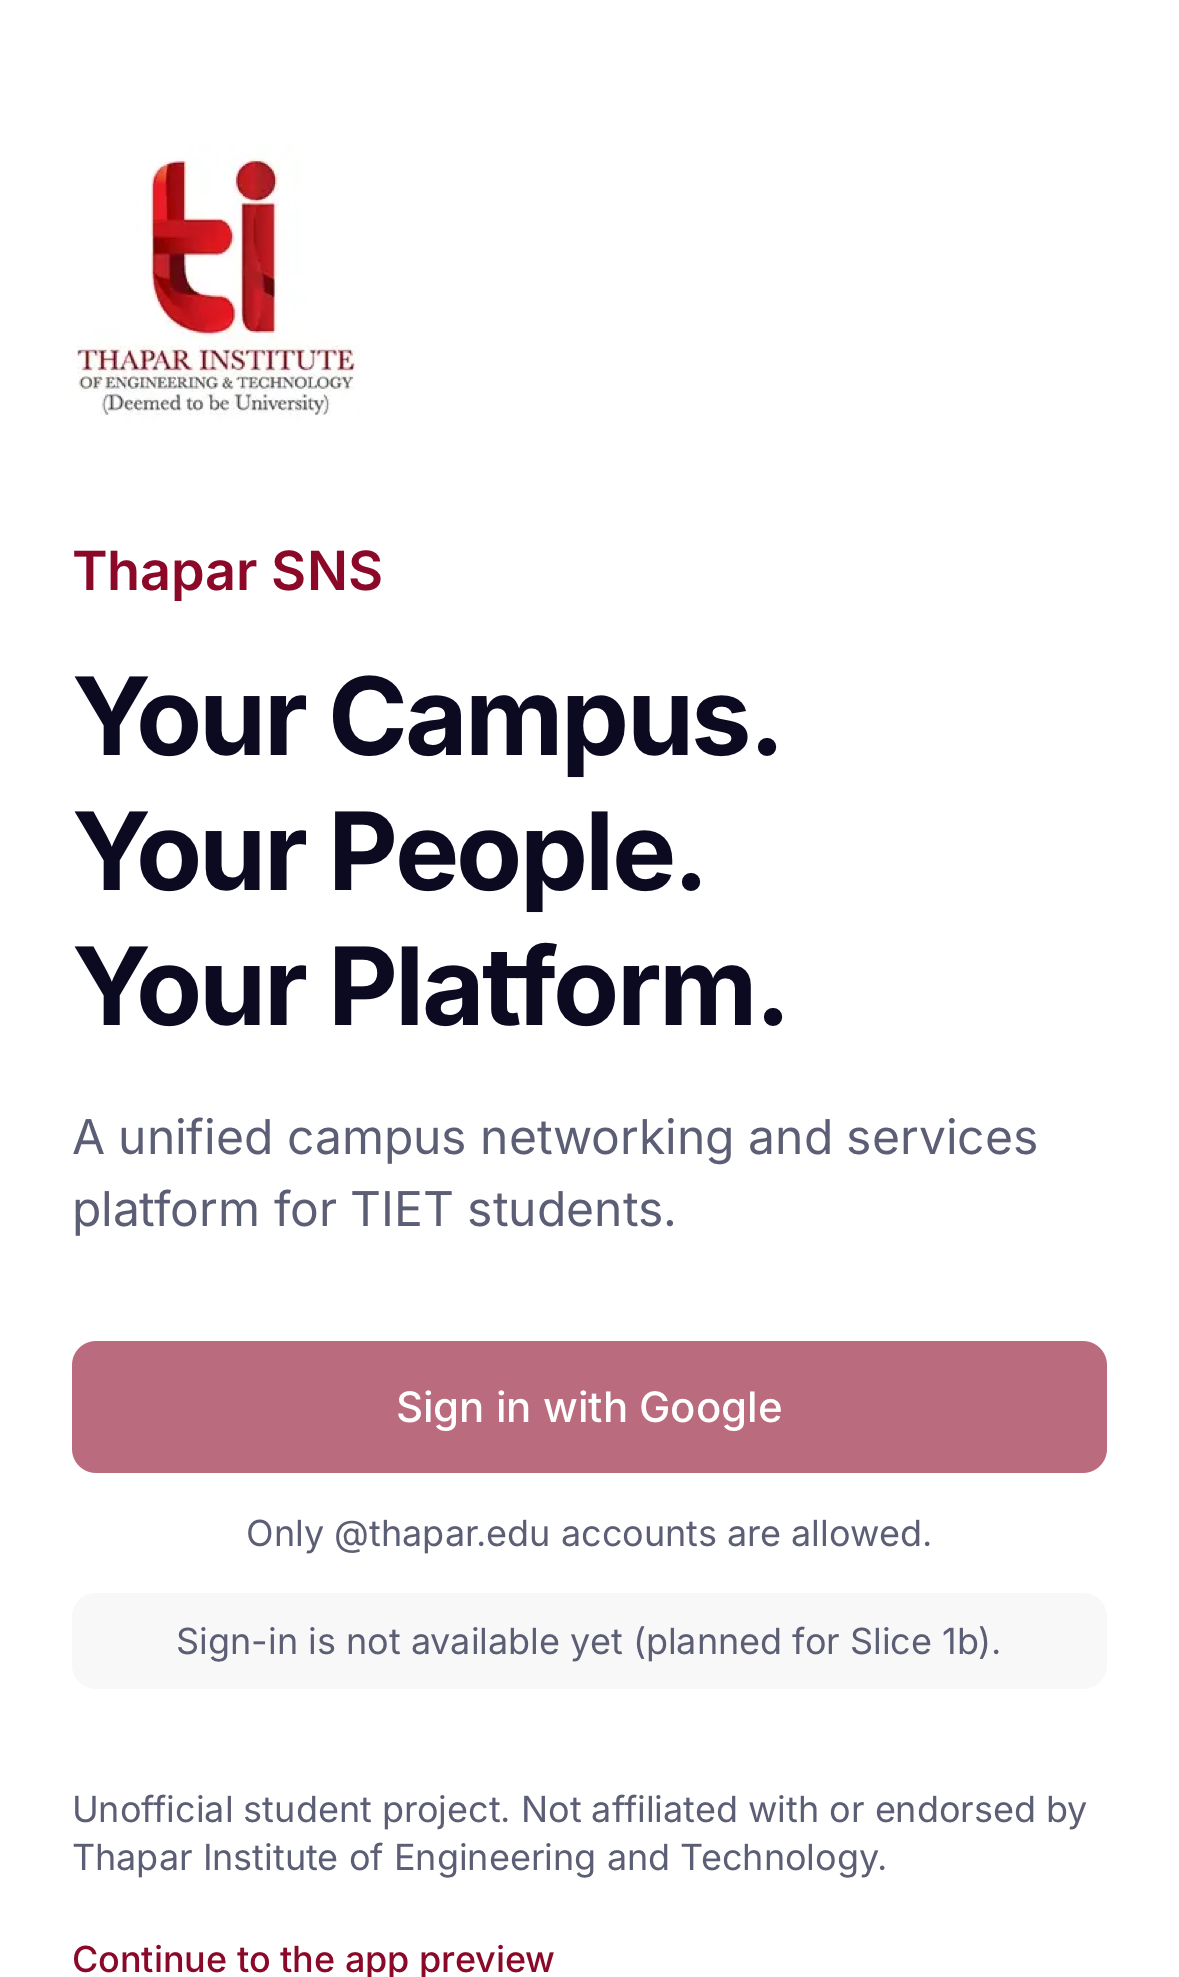 ti
THAPAR INSTITUTE
OF ENGINEERING & TECHNOLOGY
(Deemed to be University)
Thapar SNS
Your Campus.
Your People.
Your Platform.
A unified campus networking and services
platform for TIET students.
Sign in with Google
Only @thapar.edu accounts are allowed.
Sign-in is not available yet (planned for Slice 1b).
Unofficial student project. Not affiliated with or endorsed by
Thapar Institute of Engineering and Technology.
Continue to the app preview